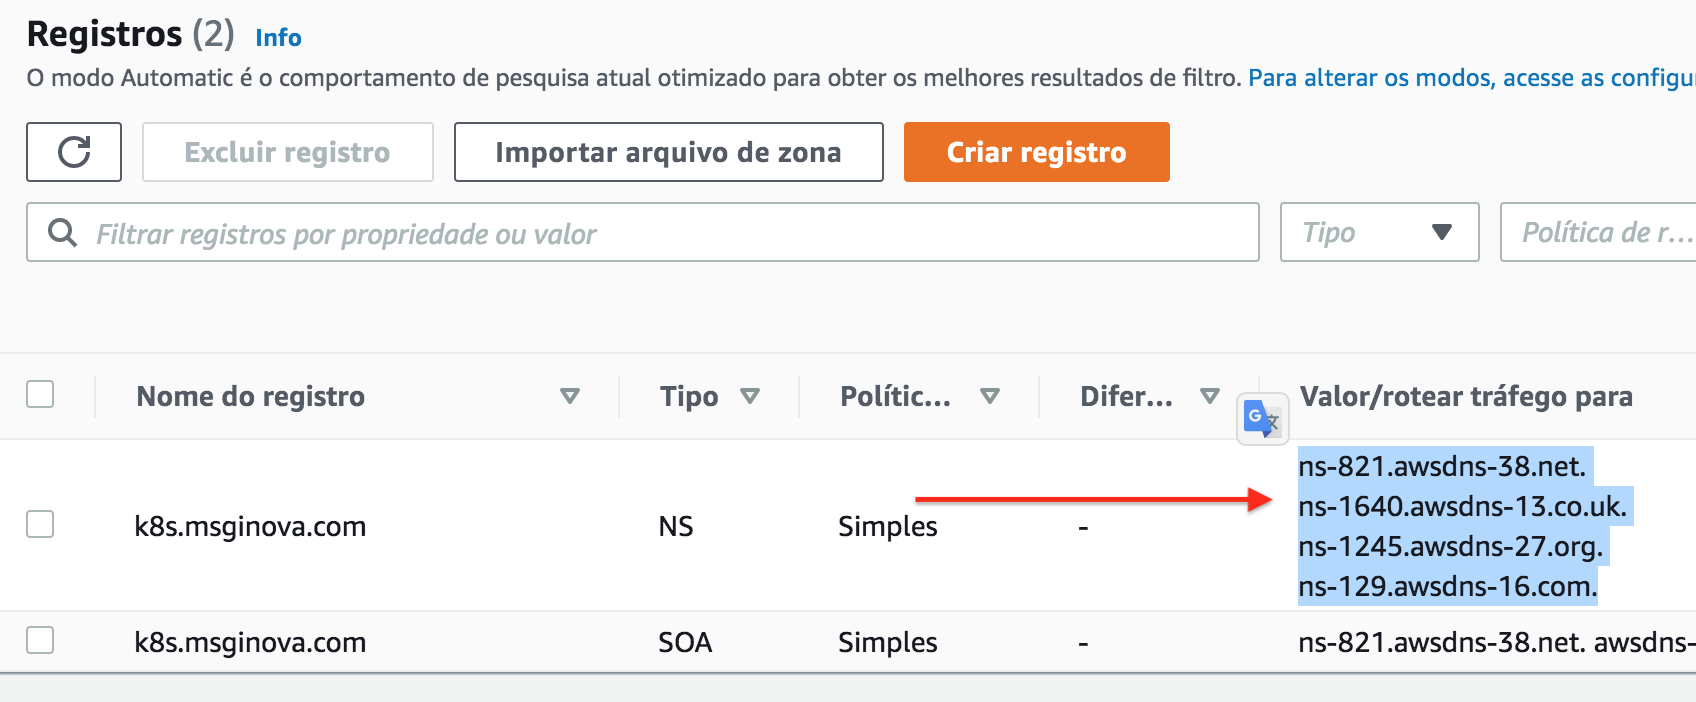 Registros (2) Info
O modo Automatic é o comportamento de pesquisa atual otimizado para obter os melhores resultados de filtro. Para alterar os modos, acesse as configu
Excluir registro
Importar arquivo de zona
Criar registro
Filtrar registros por propriedade ou valor
Tipo
Política de r...
Nome do registro
Tipo
Polític...
Difer...
Valor/rotear tráfego para
k8s.msginova.com
NS
Simples
-
ns-821.awsdns-38.net.
ns-1640.awsdns-13.co.uk.
ns-1245.awsdns-27.org.
ns-129.awsdns-16.com.
k8s.msginova.com
SOA
Simples
-
ns-821.awsdns-38.net. awsdns-